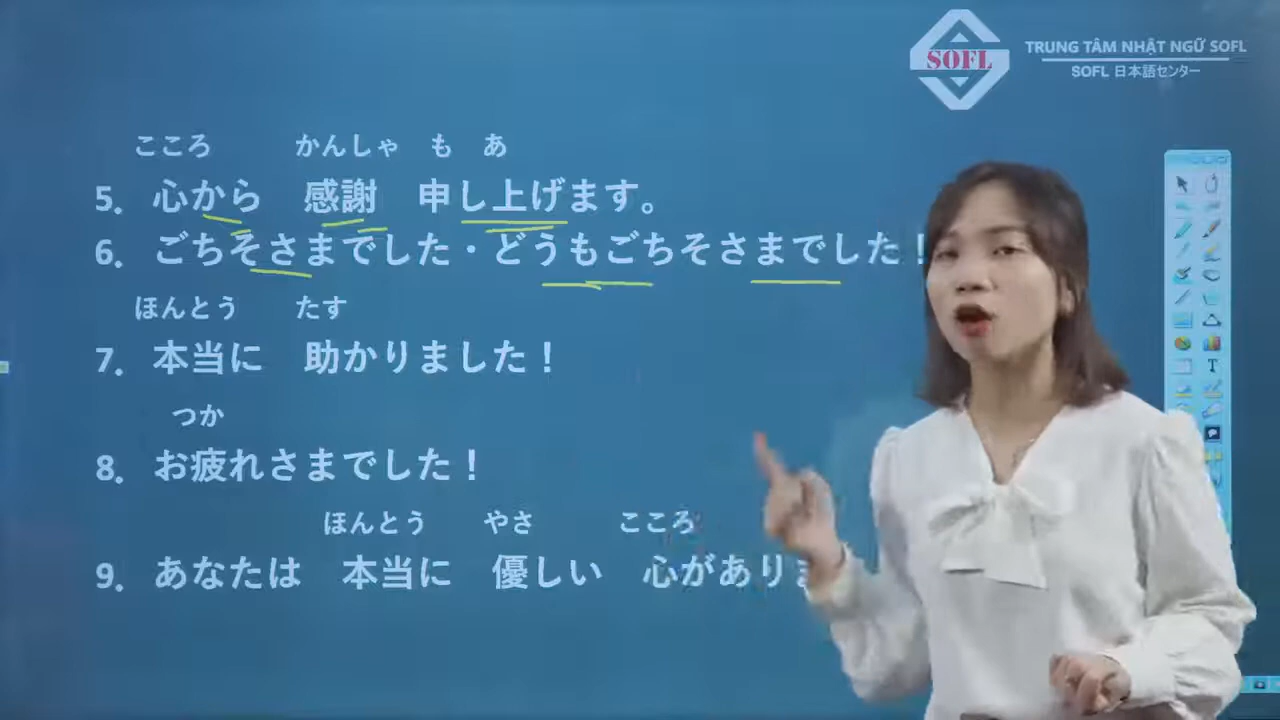 SOFL
TRUNG TÂM NHẬT NGỮ SOFL
SOFL 日本語センター
こころ かんしゃ も あ
5. 心から 感謝 申し上げます。
6. ごちそさまでした・どうもごちそさまでした!
ほんとう たす
7. 本当に 助かりました!
つか
8. お疲れさまでした!
ほんとう やさ こころ
9. あなたは 本当に 優しい 心があり